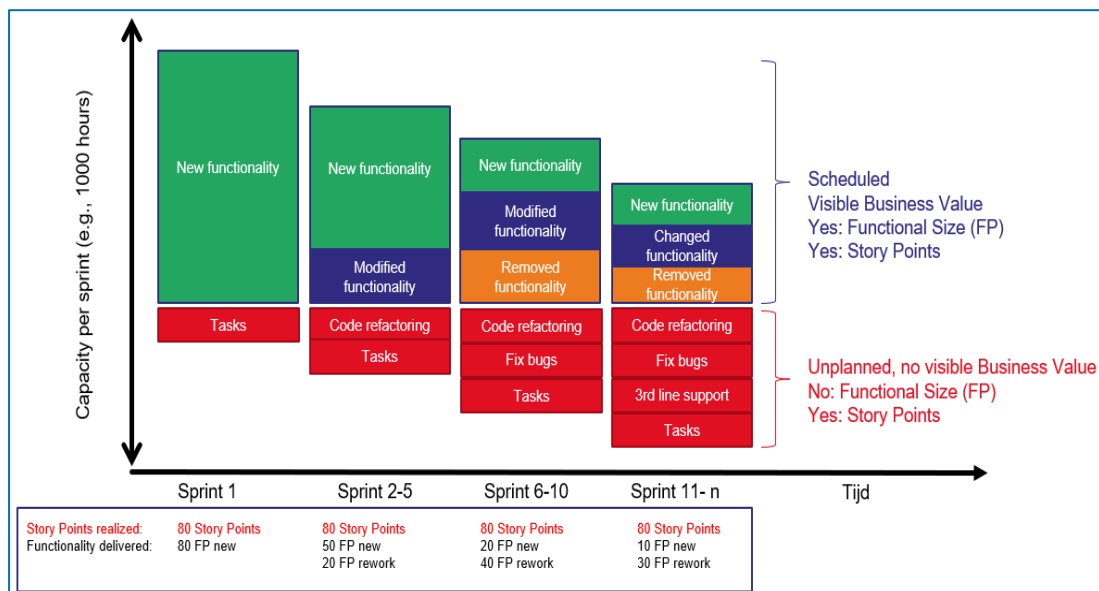 Capacity per sprint (e.g., 1000 hours)
New functionality
Tasks
New functionality
Modified
functionality
Code refactoring
Tasks
New functionality
Modified
functionality
Removed
functionality
Code refactoring
Fix bugs
Tasks
New functionality
Changed
functionality
Removed
functionality
Code refactoring
Fix bugs
3rd line support
Tasks
Scheduled
Visible Business Value
Yes: Functional Size (FP)
Yes: Story Points
Unplanned, no visible Business Value
No: Functional Size (FP)
Yes: Story Points
Sprint 1
Sprint 2-5
Sprint 6-10
Sprint 11- n
Tijd
Story Points realized: 80 Story Points 80 Story Points 80 Story Points 80 Story Points
Functionality delivered: 80 FP new 50 FP new 20 FP new 10 FP new
20 FP rework 40 FP rework 30 FP rework